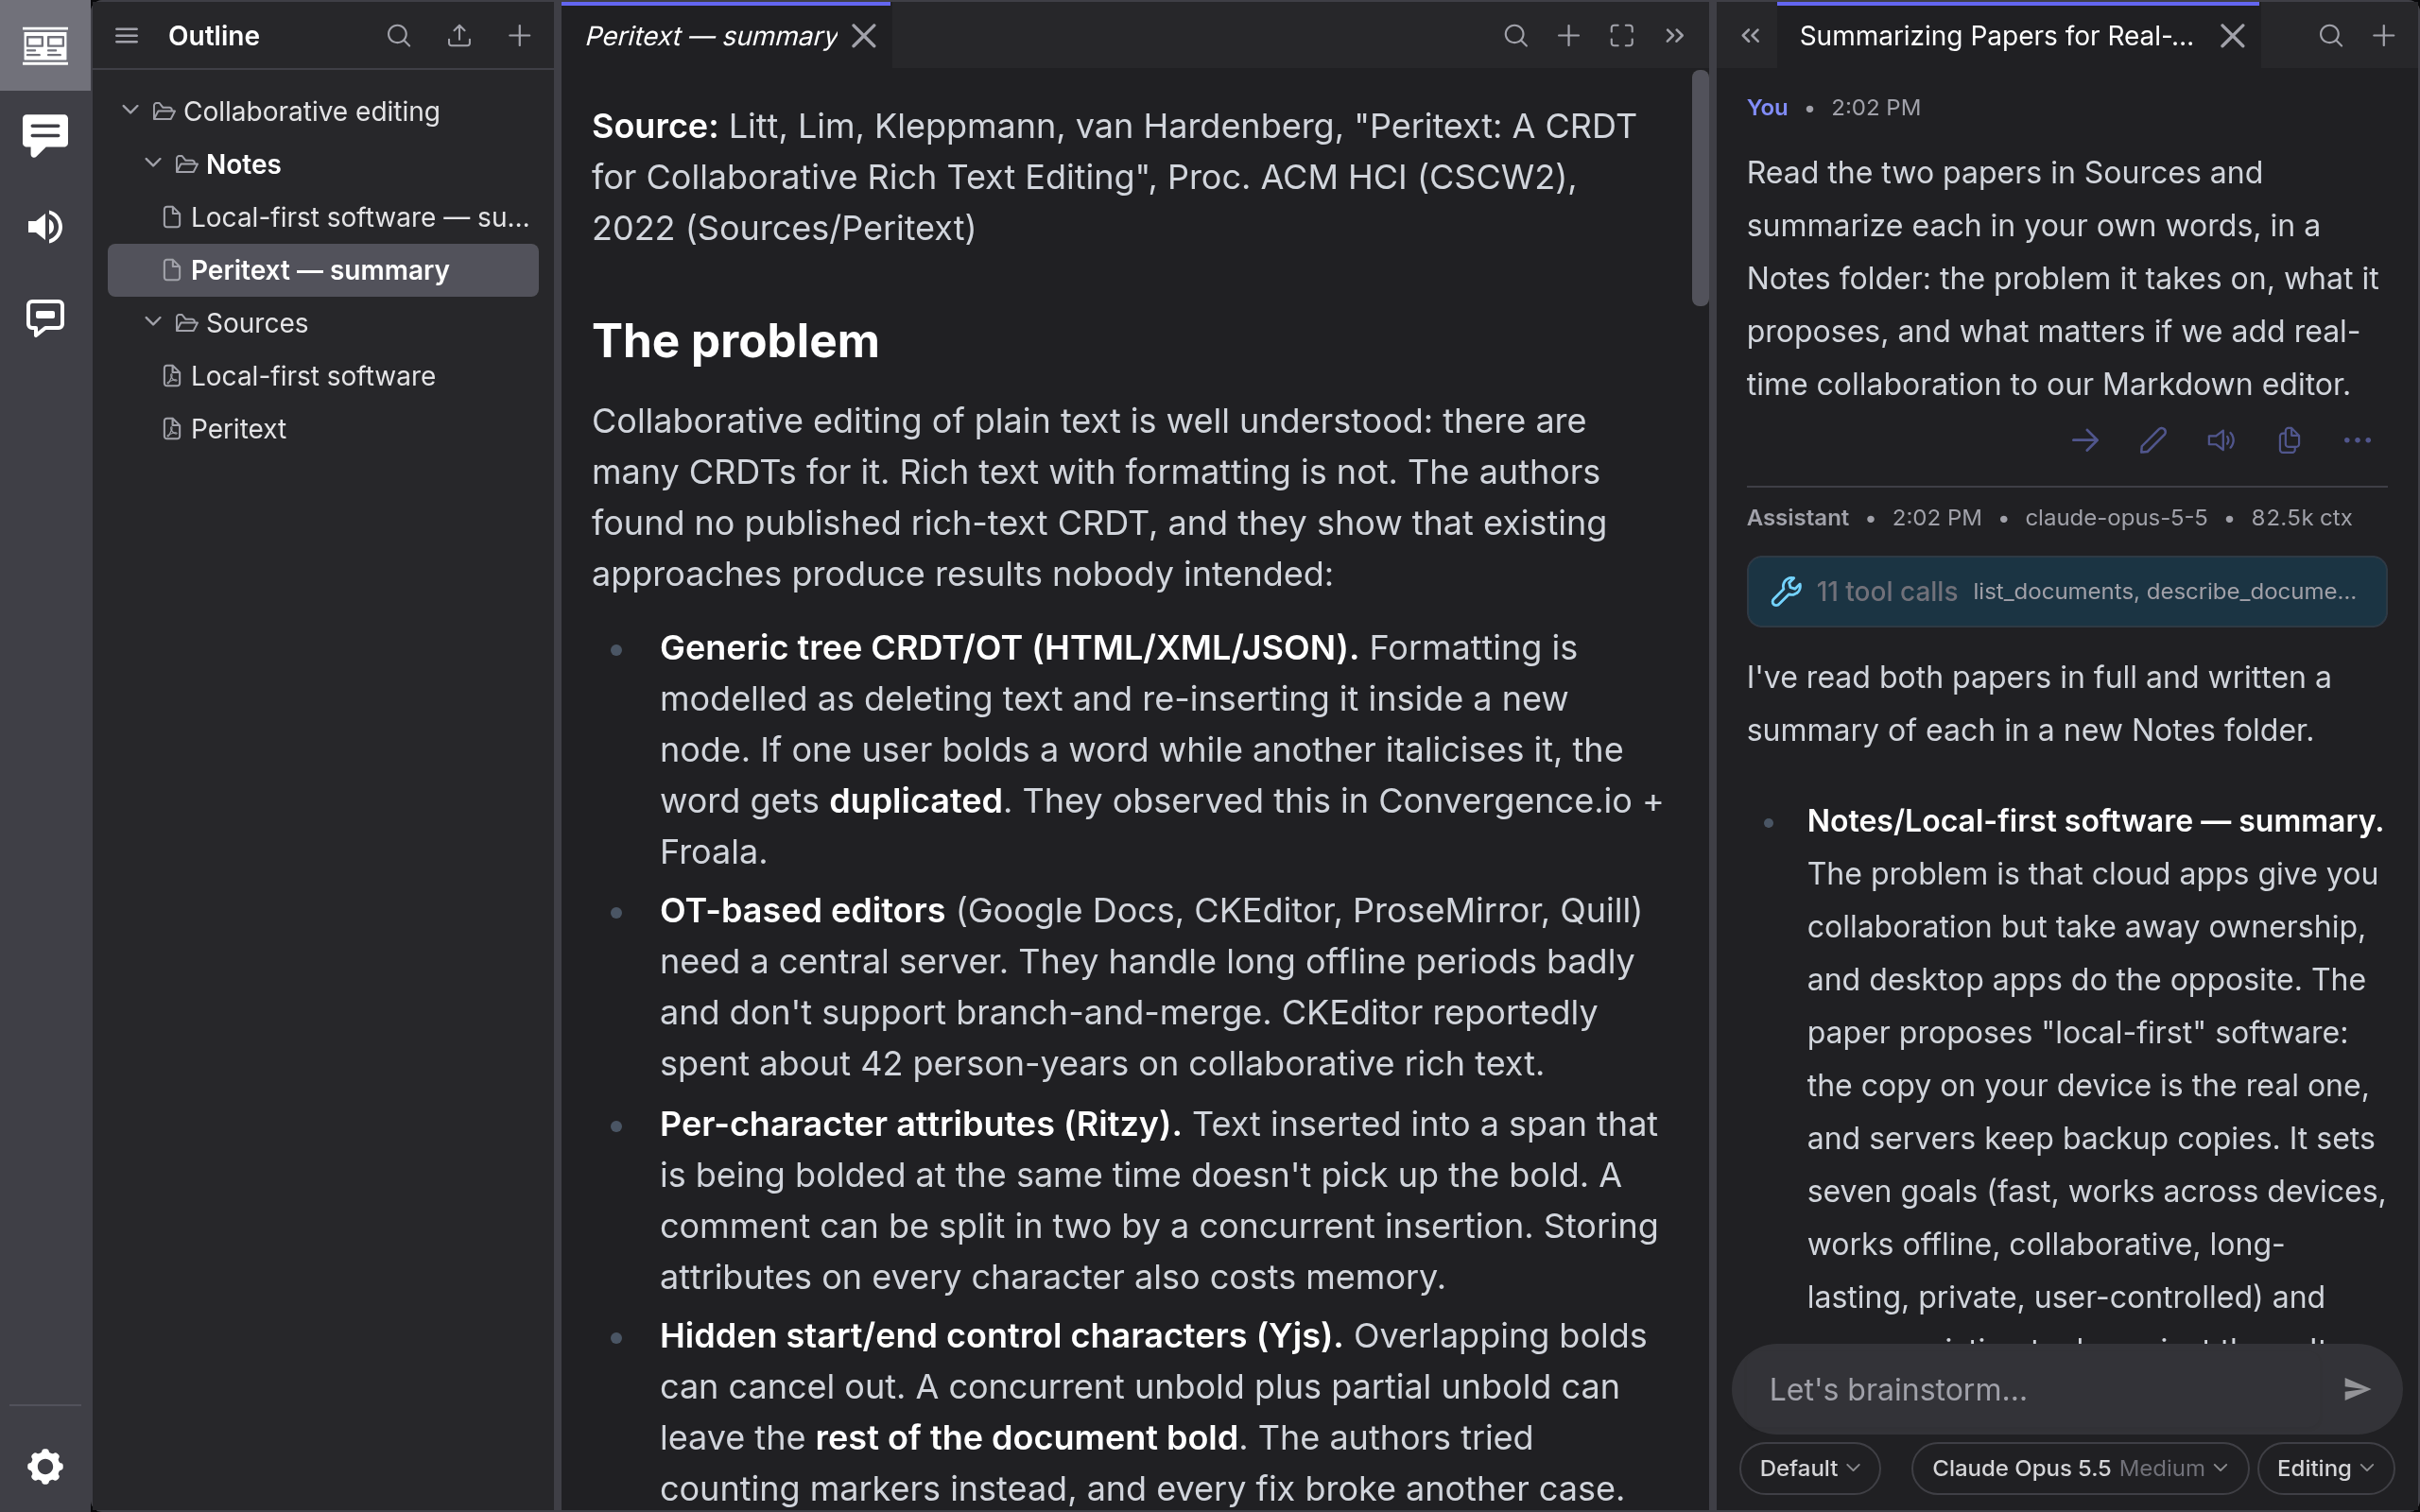 Outline
Collaborative editing
Notes
Local-first software — su...
Peritext — summary
Sources
Local-first software
Peritext
Peritext — summary
Source: Litt, Lim, Kleppmann, van Hardenberg, "Peritext: A CRDT
for Collaborative Rich Text Editing", Proc. ACM HCI (CSCW2),
2022 (Sources/Peritext)
The problem
Collaborative editing of plain text is well understood: there are
many CRDTs for it. Rich text with formatting is not. The authors
found no published rich-text CRDT, and they show that existing
approaches produce results nobody intended:
Generic tree CRDT/OT (HTML/XML/JSON). Formatting is
modelled as deleting text and re-inserting it inside a new
node. If one user bolds a word while another italicises it, the
word gets duplicated. They observed this in Convergence.io +
Froala.
OT-based editors (Google Docs, CKEditor, ProseMirror, Quill)
need a central server. They handle long offline periods badly
and don't support branch-and-merge. CKEditor reportedly
spent about 42 person-years on collaborative rich text.
Per-character attributes (Ritzy). Text inserted into a span that
is being bolded at the same time doesn't pick up the bold. A
comment can be split in two by a concurrent insertion. Storing
attributes on every character also costs memory.
Hidden start/end control characters (Yjs). Overlapping bolds
can cancel out. A concurrent unbold plus partial unbold can
leave the rest of the document bold. The authors tried
counting markers instead, and every fix broke another case.
Summarizing Papers for Real-...
You • 2:02 PM
Read the two papers in Sources and
summarize each in your own words, in a
Notes folder: the problem it takes on, what it
proposes, and what matters if we add real-
time collaboration to our Markdown editor.
Assistant • 2:02 PM • claude-opus-5-5 • 82.5k ctx
11 tool calls list_documents, describe_docume...
I've read both papers in full and written a
summary of each in a new Notes folder.
Notes/Local-first software — summary.
The problem is that cloud apps give you
collaboration but take away ownership,
and desktop apps do the opposite. The
paper proposes "local-first" software:
the copy on your device is the real one,
and servers keep backup copies. It sets
seven goals (fast, works across devices,
works offline, collaborative, long-
lasting, private, user-controlled) and
Let's brainstorm...
Default
Claude Opus 5.5 Medium
Editing